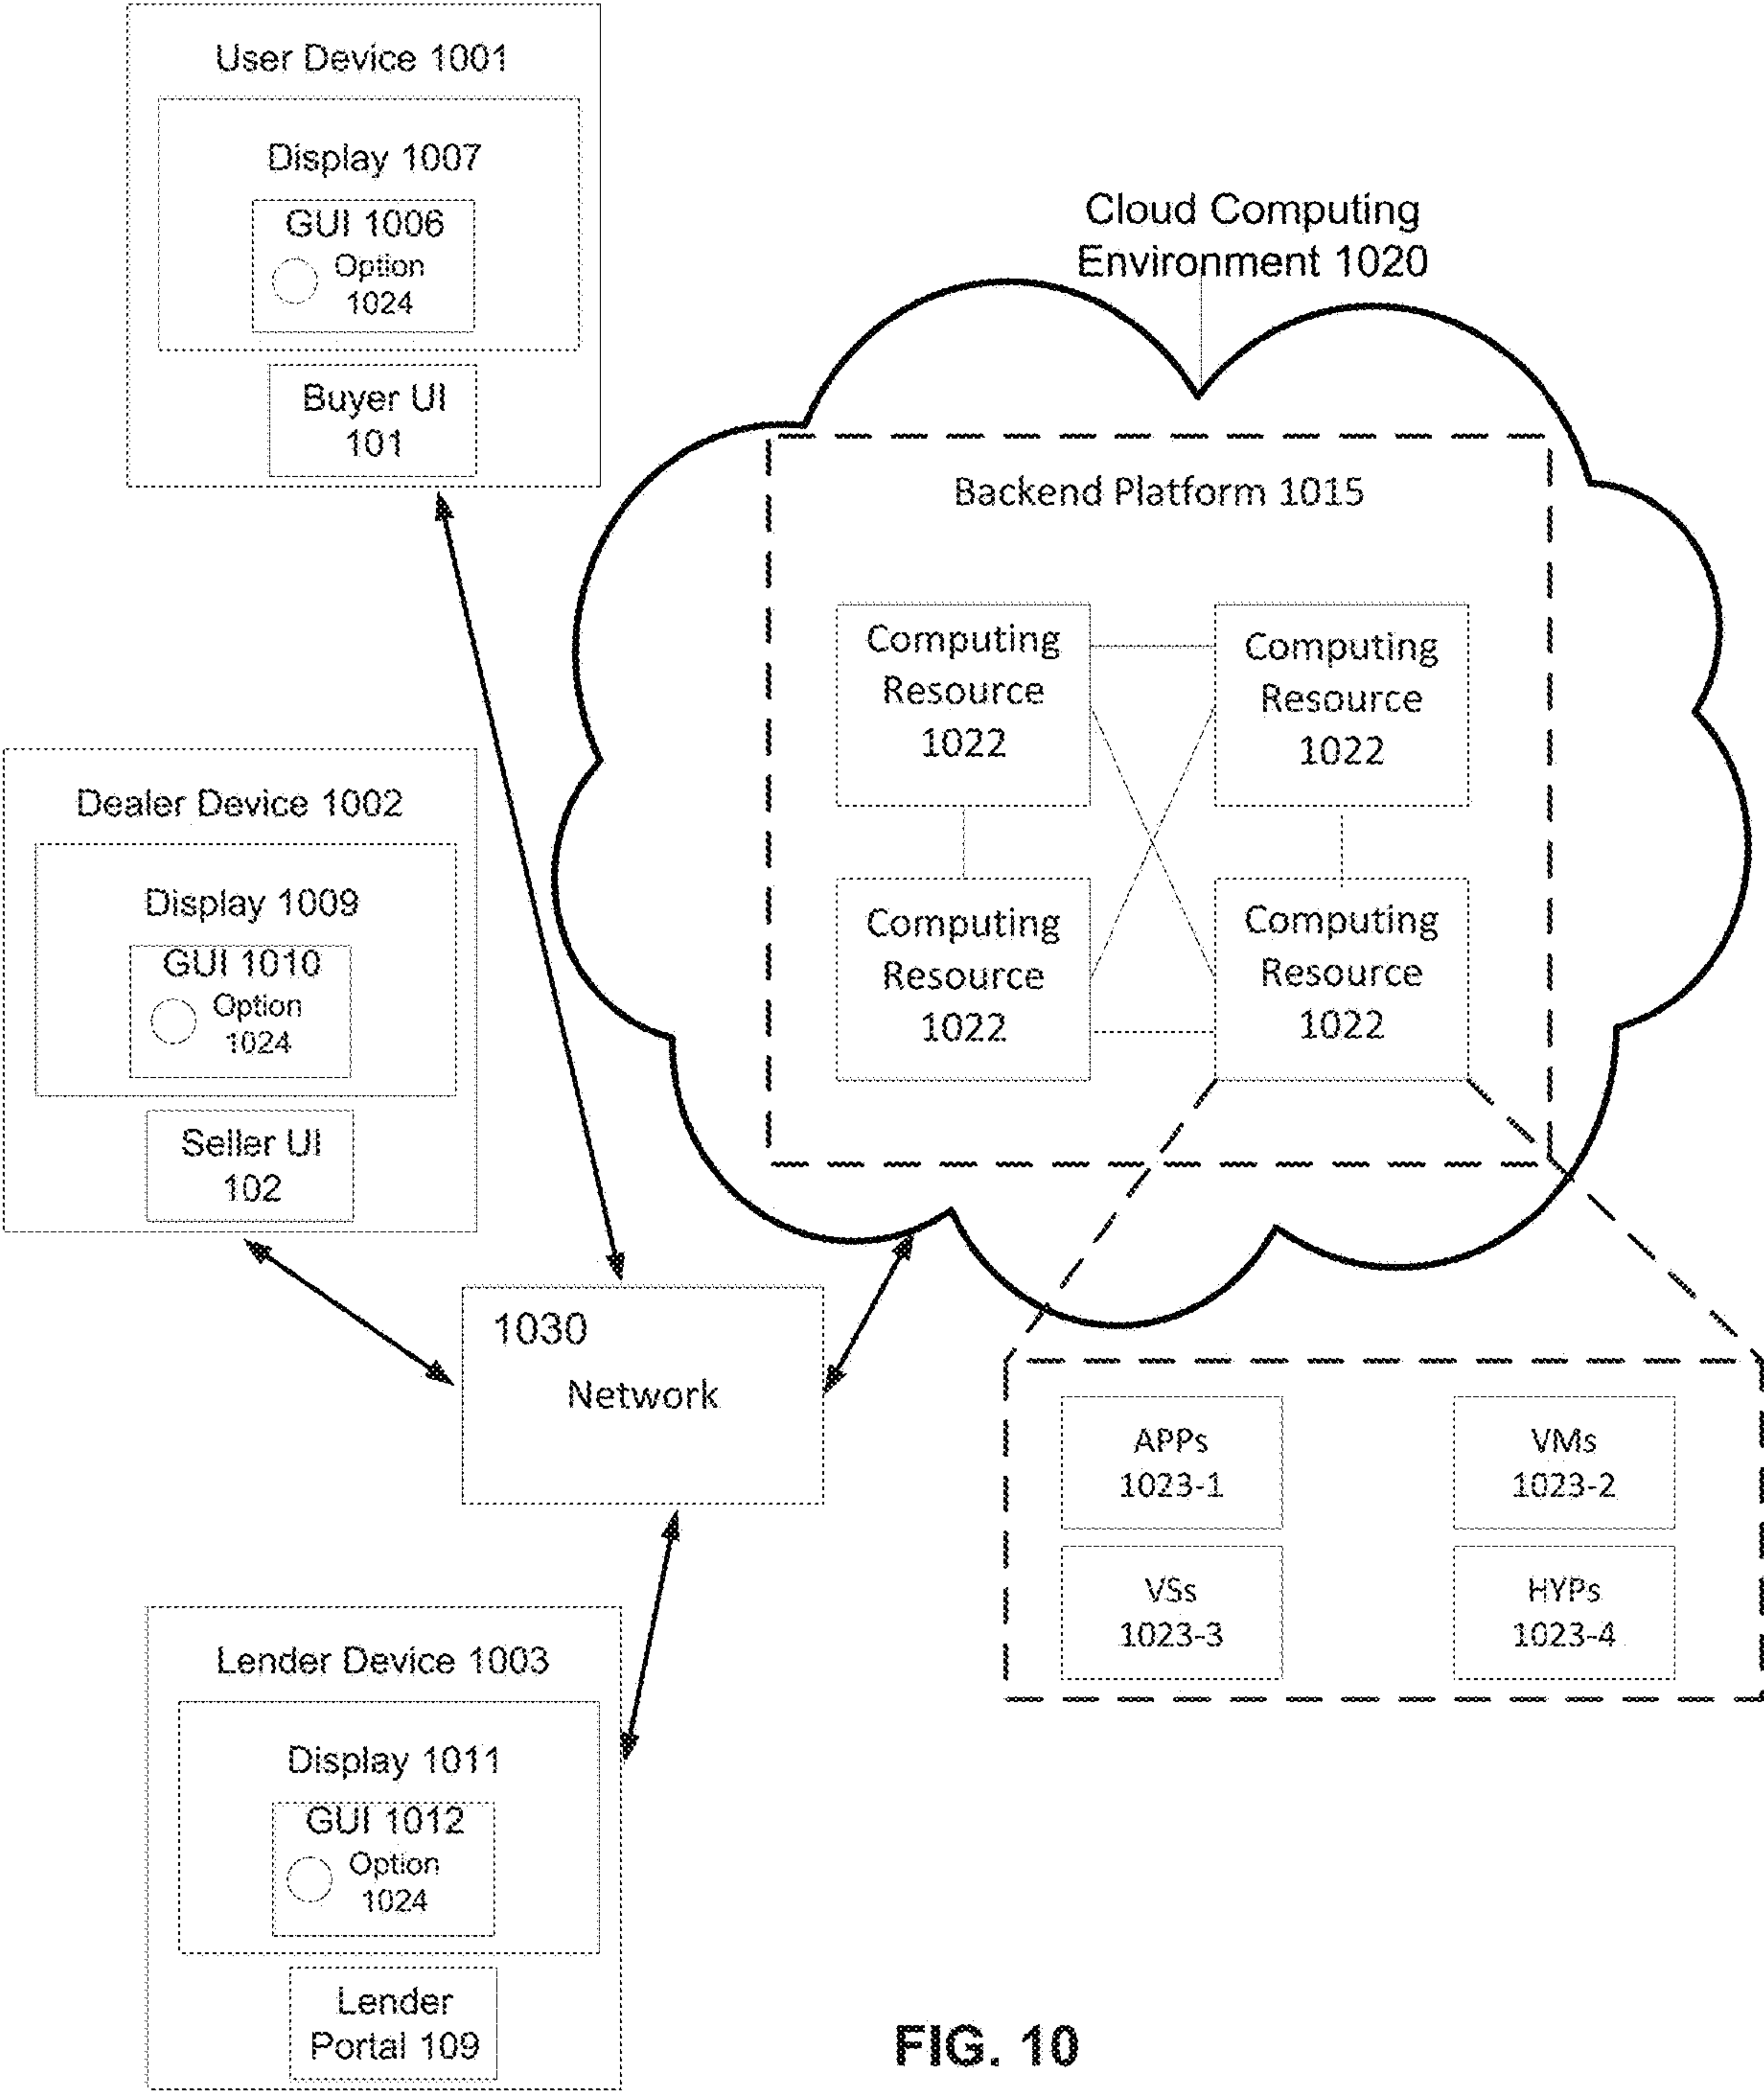 User Device 1001
Display 1007
GUI 1006
Option
1024
Buyer UI
101
Cloud Computing
Environment 1020
Backend Platform 1015
Computing
Resource
1022
Computing
Resource
1022
Computing
Resource
1022
Computing
Resource
1022
Dealer Device 1002
Display 1009
GUI 1010
Option
1024
Seller UI
102
1030
Network
APPs
1023-1
VMs
1023-2
VSs
1023-3
HYPs
1023-4
Lender Device 1003
Display 1011
GUI 1012
Option
1024
Lender
Portal 109
FIG. 10